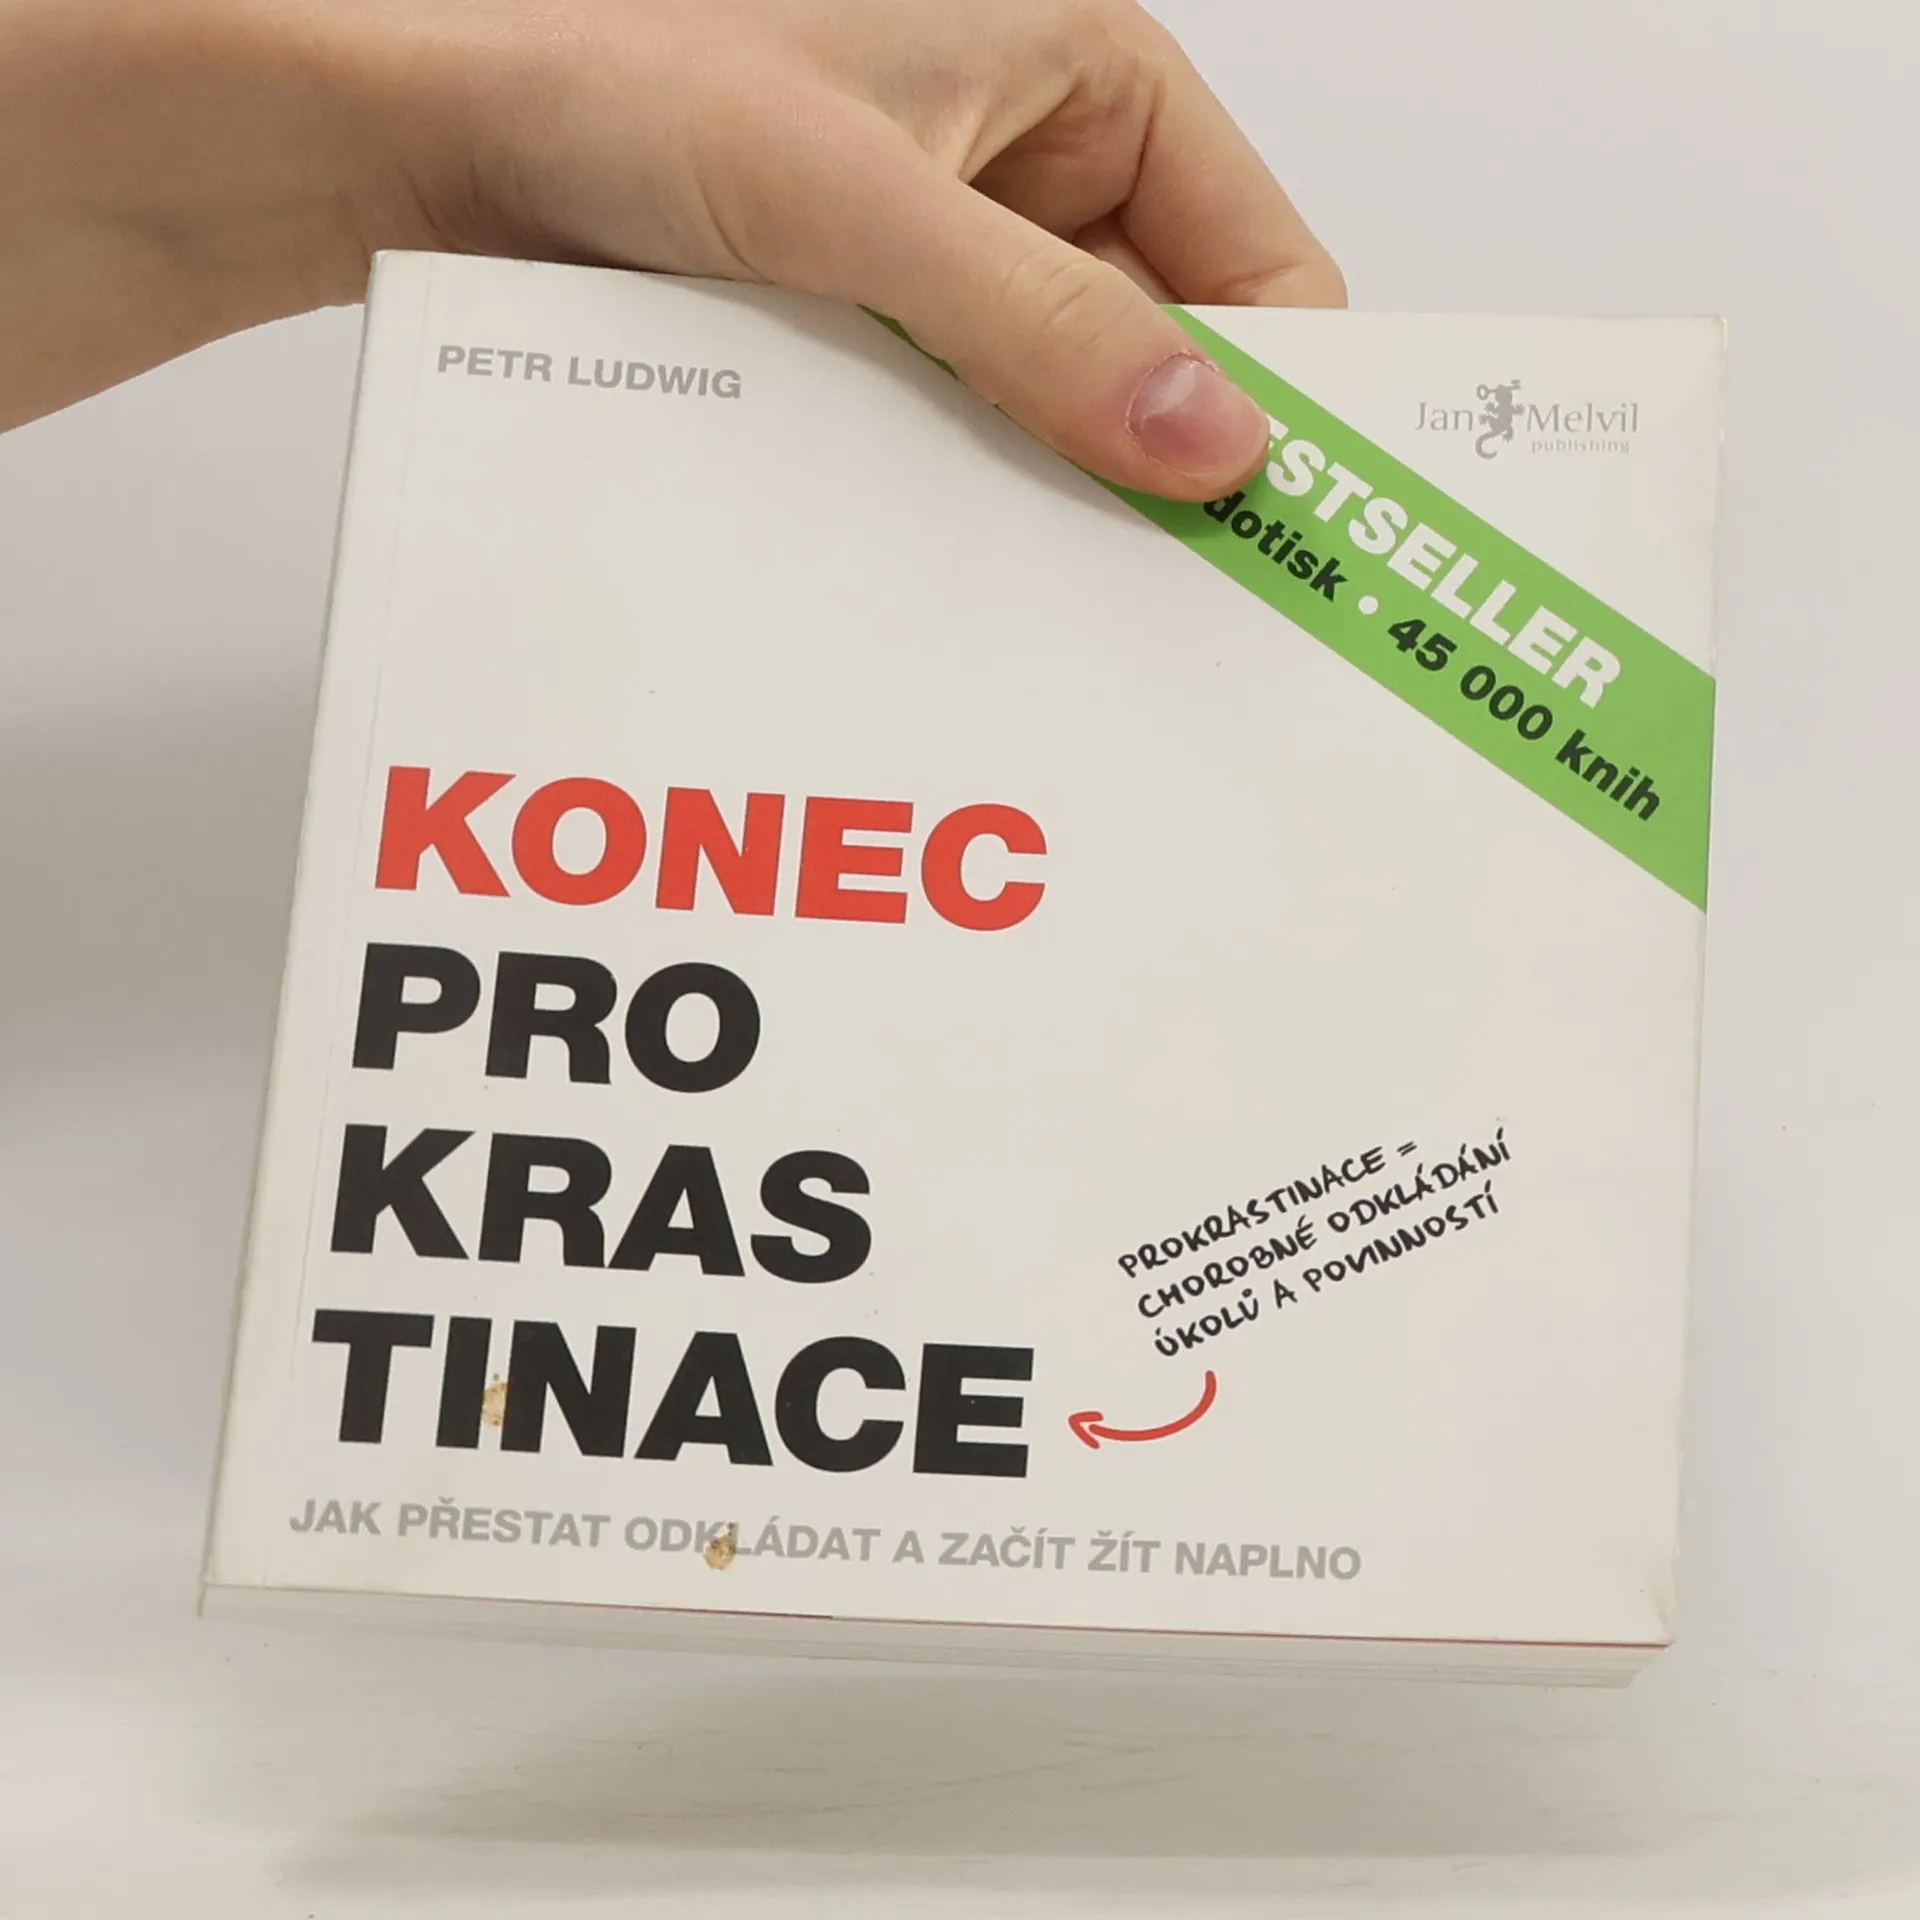 PETR LUDWIG
Jan Melvil
publishing
dotisk • 45 000 knih
KONEC
PRO
KRAS
TINACE
PROKRASTINACE =
CHOROBNÉ ODKLÁDÁNÍ
ÚKOLŮ A POVINNOSTÍ
JAK PŘESTAT ODKLÁDAT A ZAČÍT ŽÍT NAPLNO